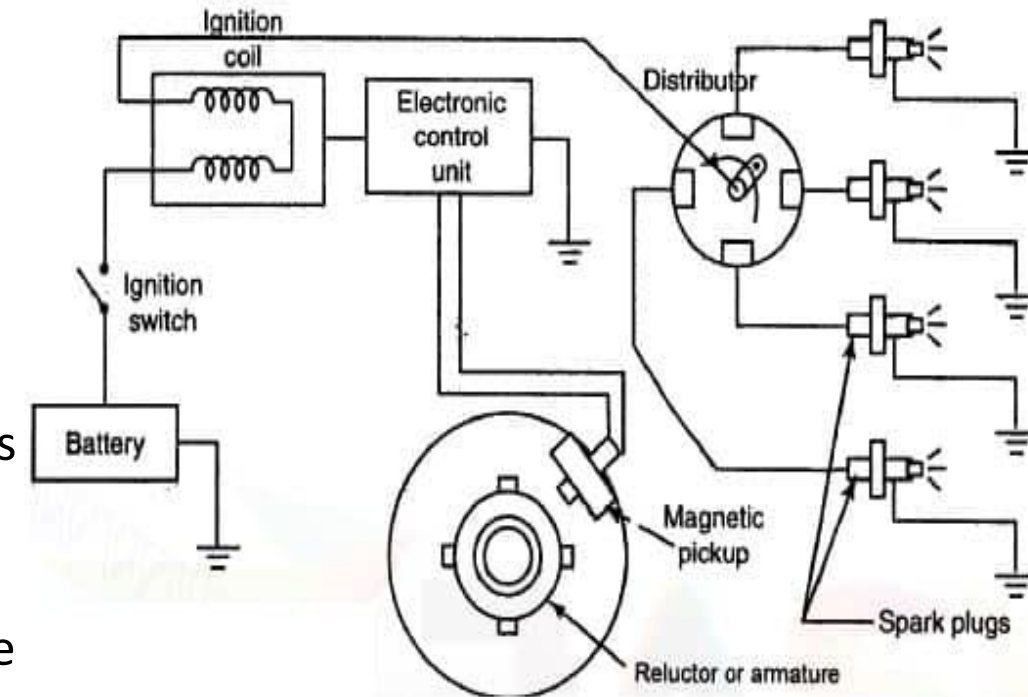 Ignition
coil
Electronic
control
unit
Distributor
Ignition
switch
s
Battery
Magnetic
pickup
Spark plugs
e
Reluctor or armature